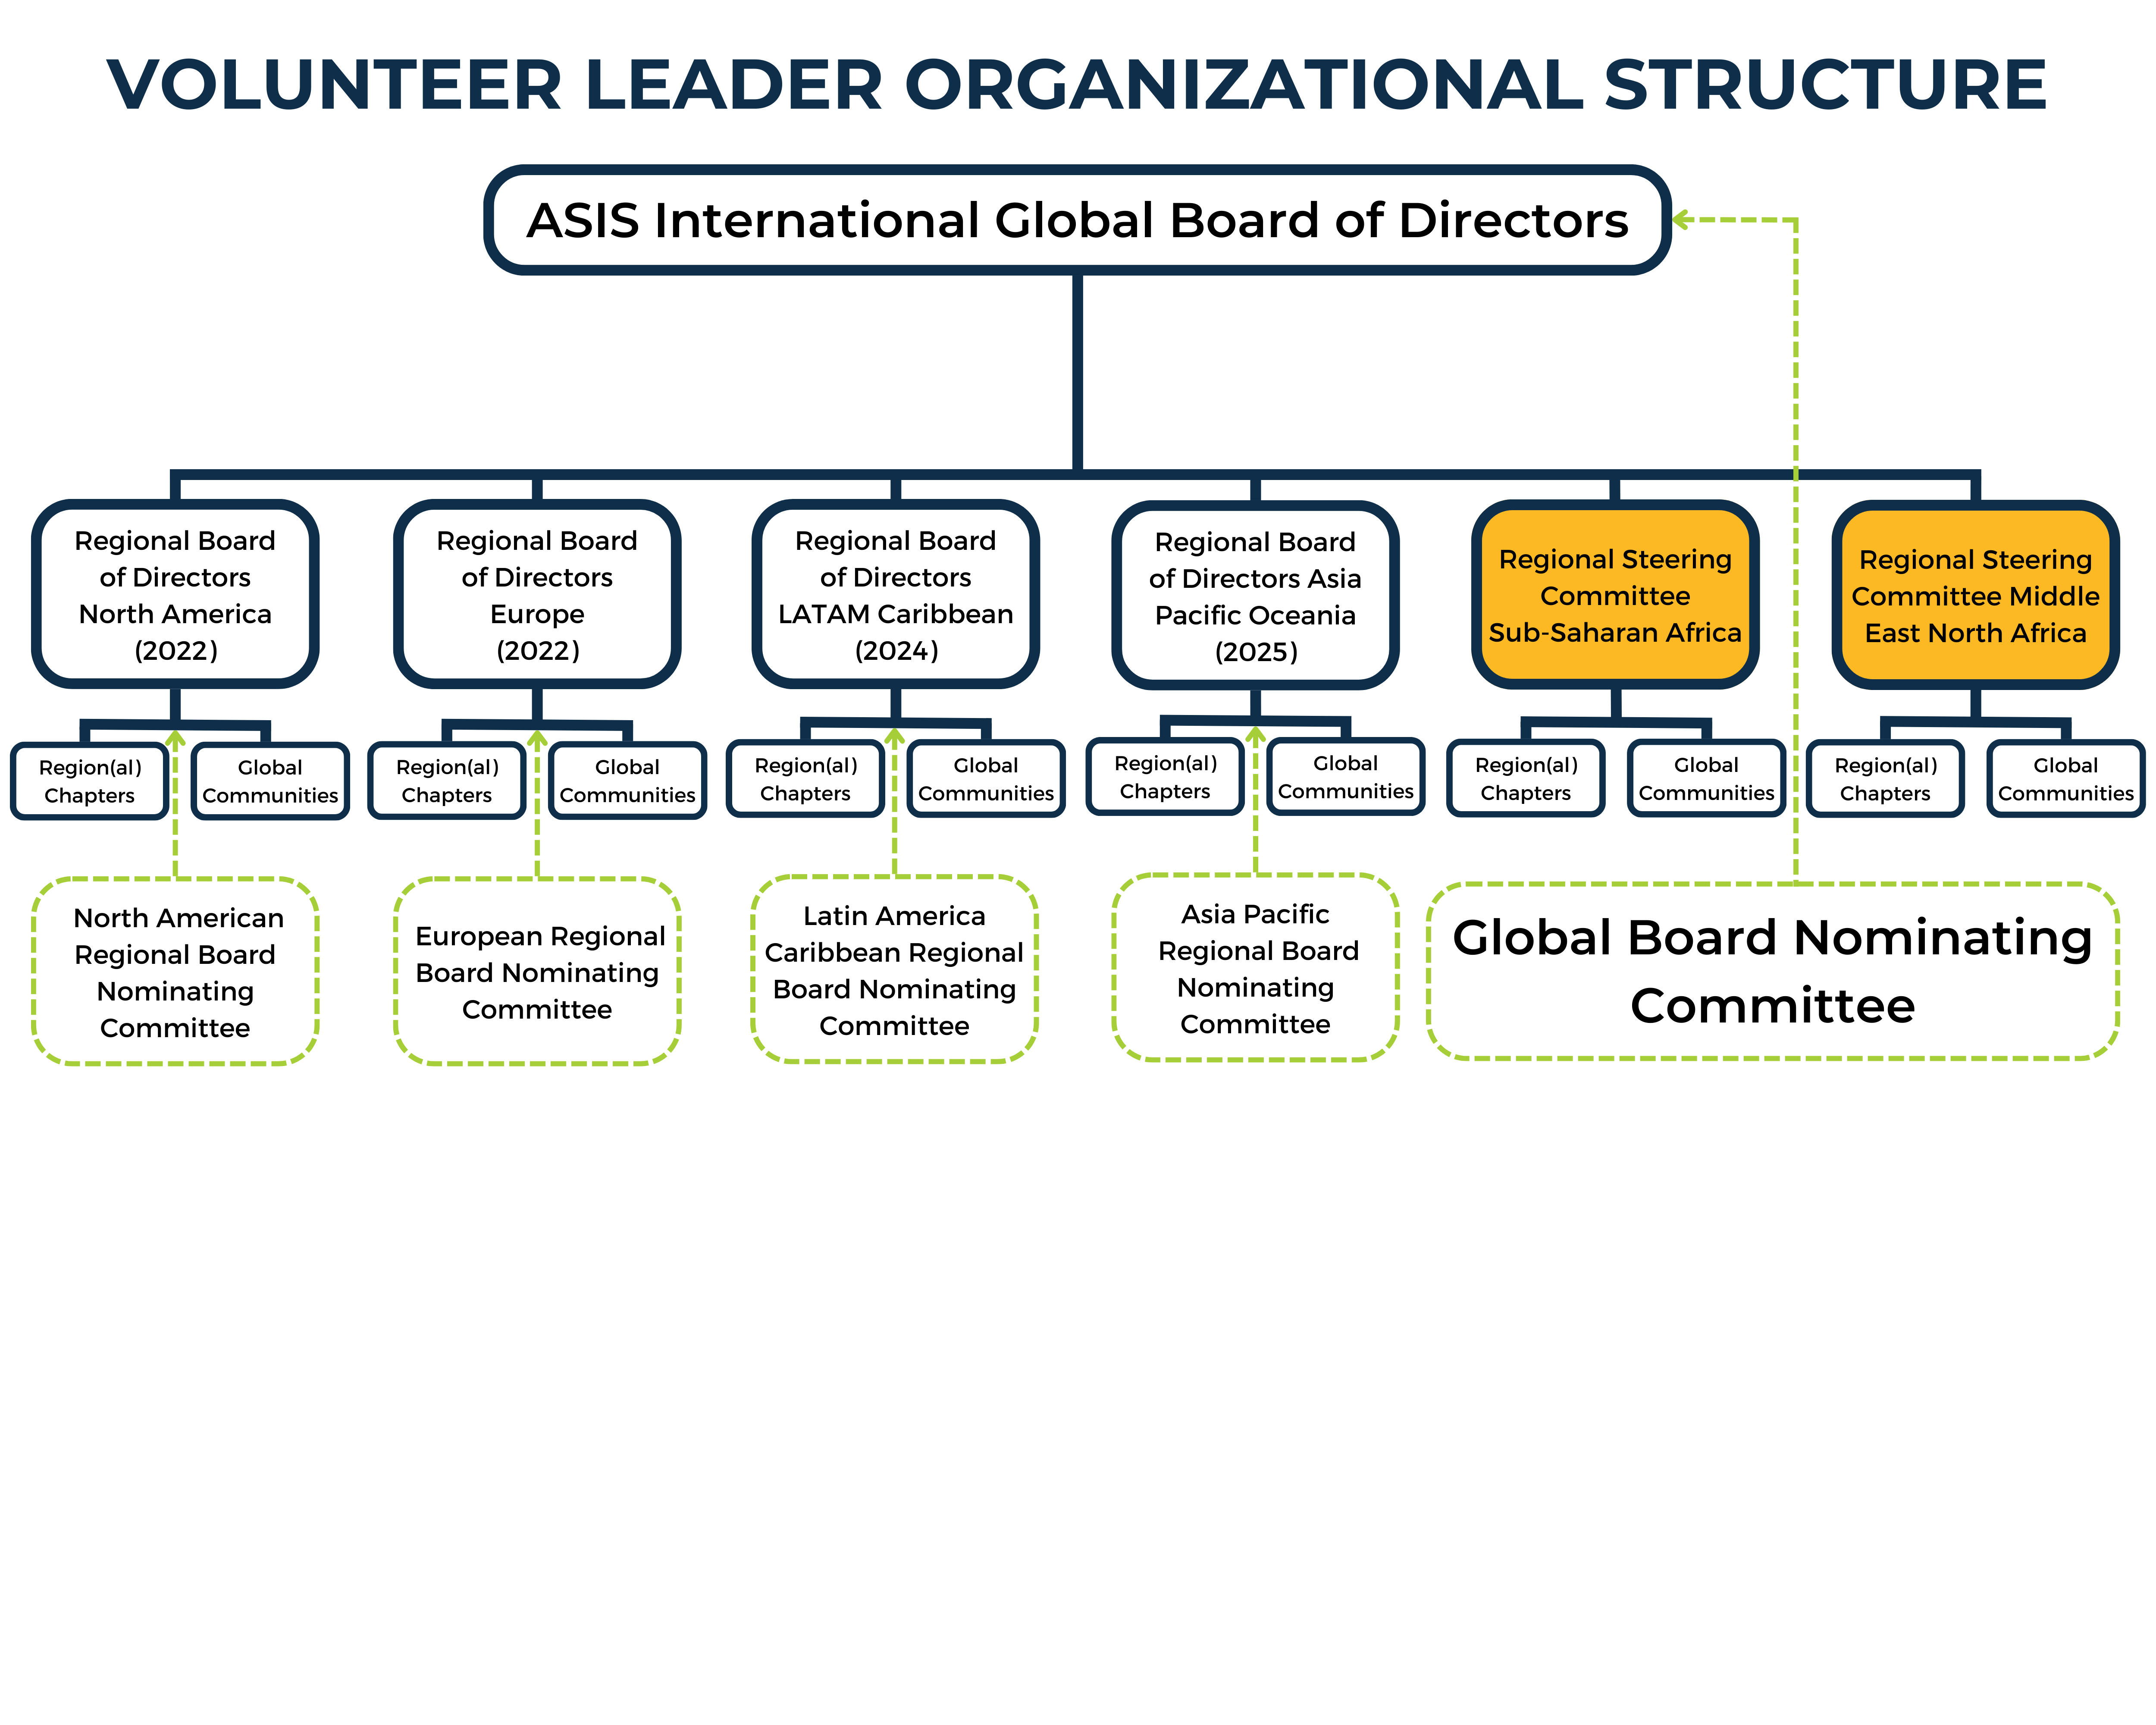 VOLUNTEER LEADER ORGANIZATIONAL STRUCTURE
ASIS International Global Board of Directors
Regional Board
of Directors
North America
(2022)
Regional Board
of Directors
Europe
(2022)
Regional Board
of Directors
LATAM Caribbean
(2024)
Regional Board
of Directors Asia
Pacific Oceania
(2025)
Regional Steering
Committee
Sub-Saharan Africa
Regional Steering
Committee Middle
East North Africa
Region(al)
Chapters
Global
Communities
Region(al)
Chapters
Global
Communities
Region(al)
Chapters
Global
Communities
Region(al)
Chapters
Global
Communities
Region(al)
Chapters
Global
Communities
Region(al)
Chapters
Global
Communities
North American
Regional Board
Nominating
Committee
European Regional
Board Nominating
Committee
Latin America
Caribbean Regional
Board Nominating
Committee
Asia Pacific
Regional Board
Nominating
Committee
Global Board Nominating
Committee